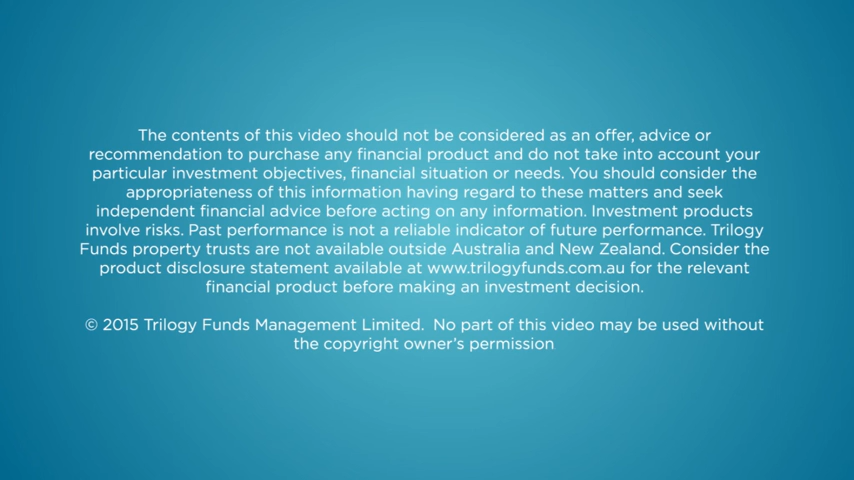 The contents of this video should not be considered as an offer, advice or
recommendation to purchase any financial product and do not take into account your
particular investment objectives, financial situation or needs. You should consider the
appropriateness of this information having regard to these matters and seek
independent financial advice before acting on any information. Investment products
involve risks. Past performance is not a reliable indicator of future performance. Trilogy
Funds property trusts are not available outside Australia and New Zealand. Consider the
product disclosure statement available at www.trilogyfunds.com.au for the relevant
financial product before making an investment decision.
© 2015 Trilogy Funds Management Limited.  No part of this video may be used without
the copyright owner's permission